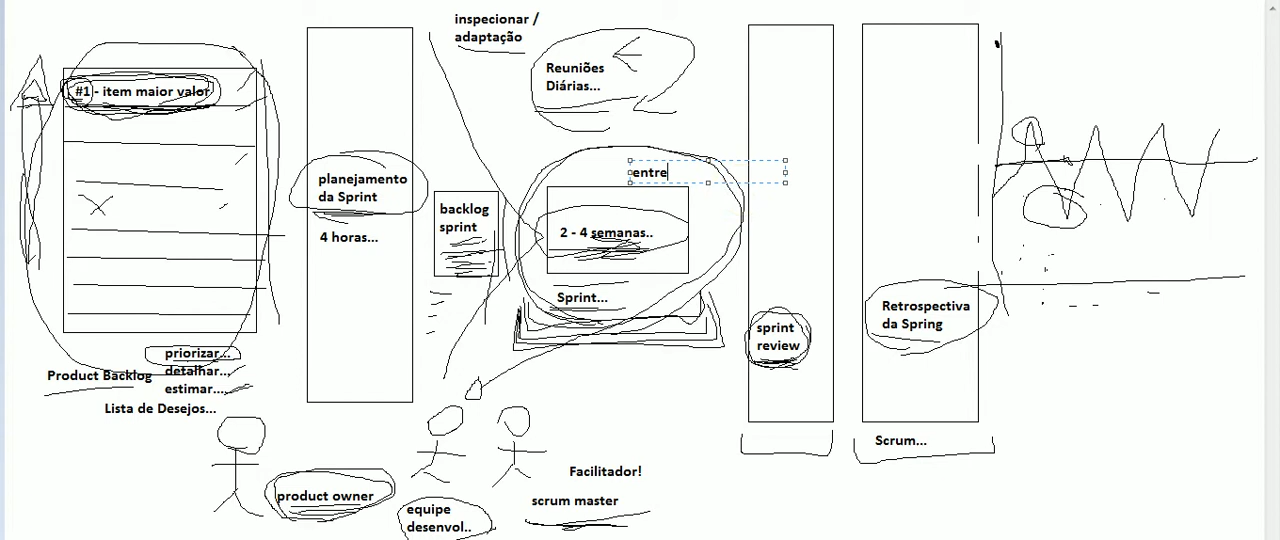 inspecionar /
adaptação
Reuniões
Diárias...
#1 - item maior valor
entre
planejamento
da Sprint
4 horas...
backlog
sprint
2 - 4 semanas..
Sprint...
Retrospectiva
da Spring
sprint
review
priorizar...
Product Backlog
detalhar...
estimar...
Lista de Desejos...
Scrum...
Facilitador!
product owner
scrum master
equipe
desenvol..